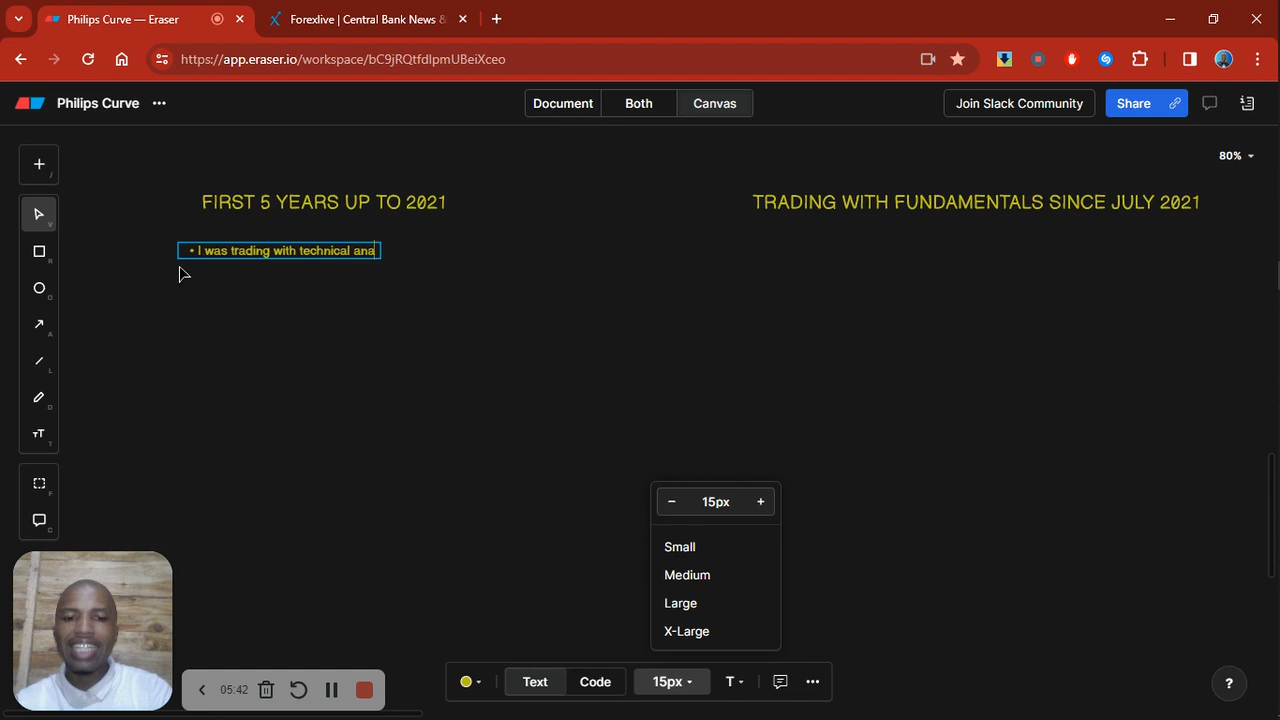 Philips Curve — Eraser
Forexlive | Central Bank News &
https://app.eraser.io/workspace/bC9jRQtfdlpmUBeiXceo
Philips Curve
Document
Both
Canvas
Join Slack Community
Share
80%
FIRST 5 YEARS UP TO 2021
TRADING WITH FUNDAMENTALS SINCE JULY 2021
• I was trading with technical ana
15px
Small
Medium
Large
X-Large
05:42
Text
Code
15px
T
?